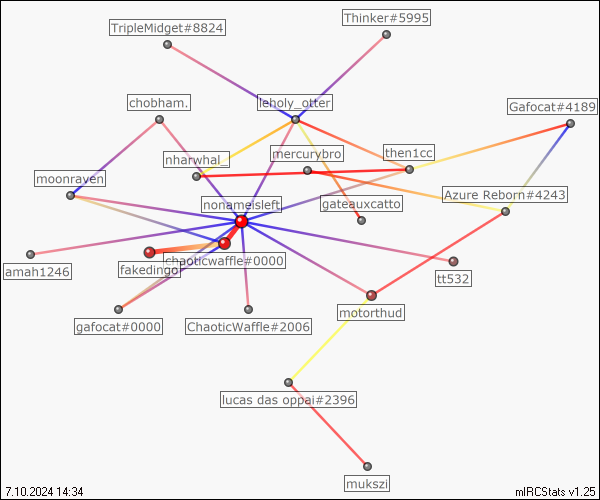 Thinker#5995
TripleMidget#8824
chobham.
leholy_otter
Gafocat#4189
nharwhal_
mercurybro
then1cc
moonraven
Azure Reborn#4243
nonameisleft
gateauxcatto
chaoticwaffle#0000
fakedingo
amah1246
tt532
gafocat#0000
ChaoticWaffle#2006
motorthud
lucas das oppai#2396
mukszi
7.10.2024 14:34
mIRCStats v1.25